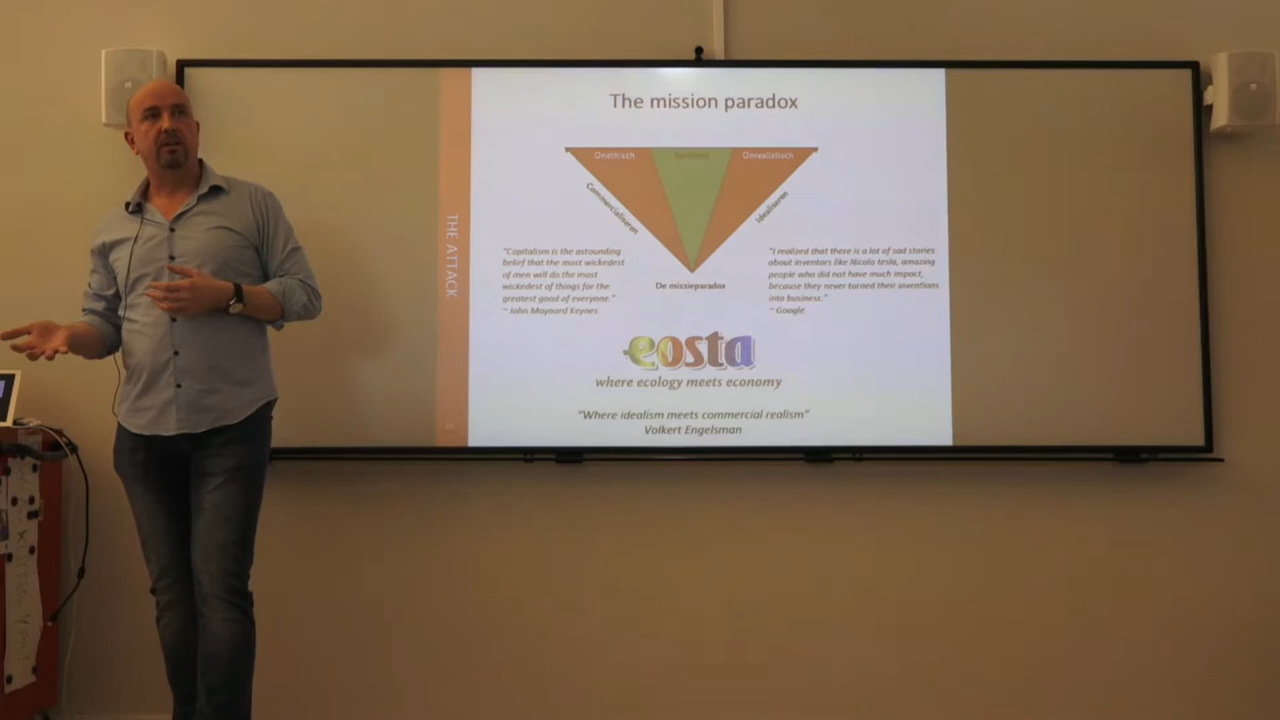 The mission paradox
Onethisch
Onrealistisch
Commercialiseren
Idealiseren
De missieparadox
THE ATTACK
"Capitalism is the astounding
belief that the most wickedest
of men will do the most
wickedest of things for the
greatest good of everyone."
~ John Maynard Keynes
"I realized that there is a lot of sad stories
about inventors like Nicola tesla, amazing
people who did not have much impact,
because they never turned their inventions
into business."
~ Google
eosta
where ecology meets economy
"Where idealism meets commercial realism"
Volkert Engelsman